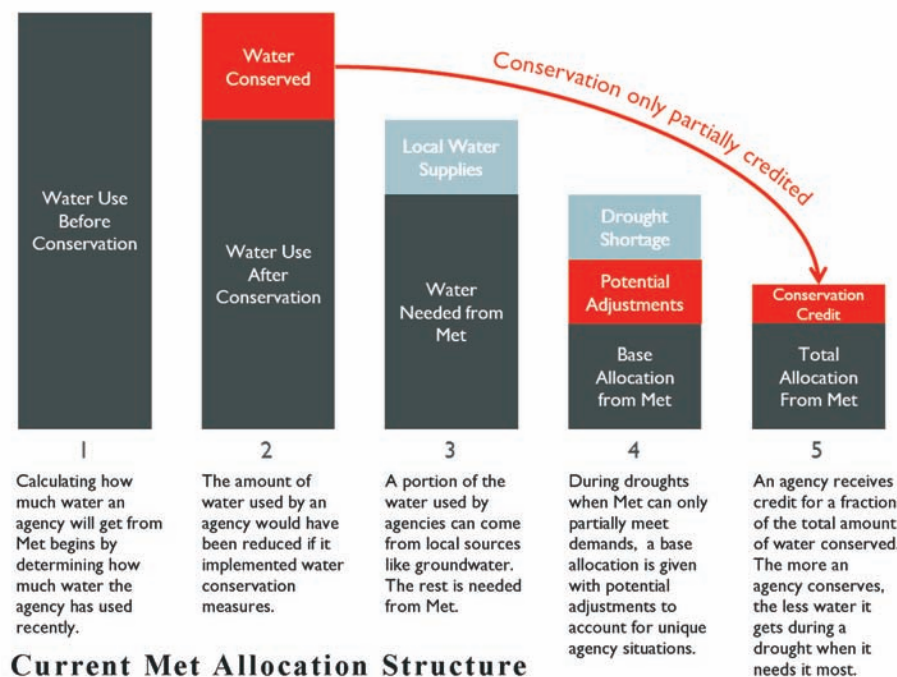 Water
Conserved
Conservation only partially credited
Local Water
Supplies
Water Use
Before
Conservation
Drought
Shortage
Water Use
After
Conservation
Water
Needed from
Met
Potential
Adjustments
Conservation
Credit
Base
Allocation
from Met
Total
Allocation
From Met
1
Calculating how
much water an
agency will get from
Met begins by
determining how
much water the
agency has used
recently.
2
The amount of
water used by an
agency would have
been reduced if it
implemented water
conservation
measures.
3
A portion of the
water used by
agencies can come
from local sources
like groundwater.
The rest is needed
from Met.
4
During droughts
when Met can only
partially meet
demands, a base
allocation is given
with potential
adjustments to
account for unique
agency situations.
5
An agency receives
credit for a fraction
of the total amount
of water conserved.
The more an
agency conserves,
the less water it
gets during a
drought when it
needs it most.
Current Met Allocation Structure